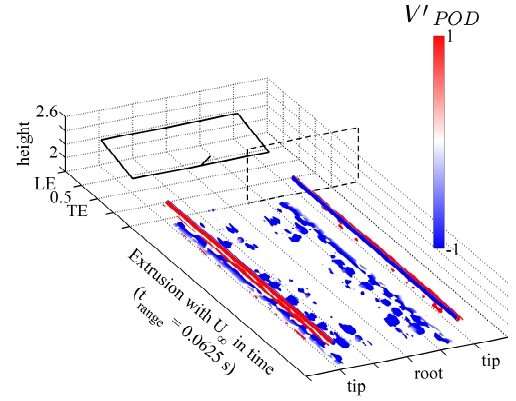 V′ POD
1
-1
2.6
2
height
LE
0.5
TE
Extrusion with U∞ in time
(t range = 0.0625 s)
tip
root
tip